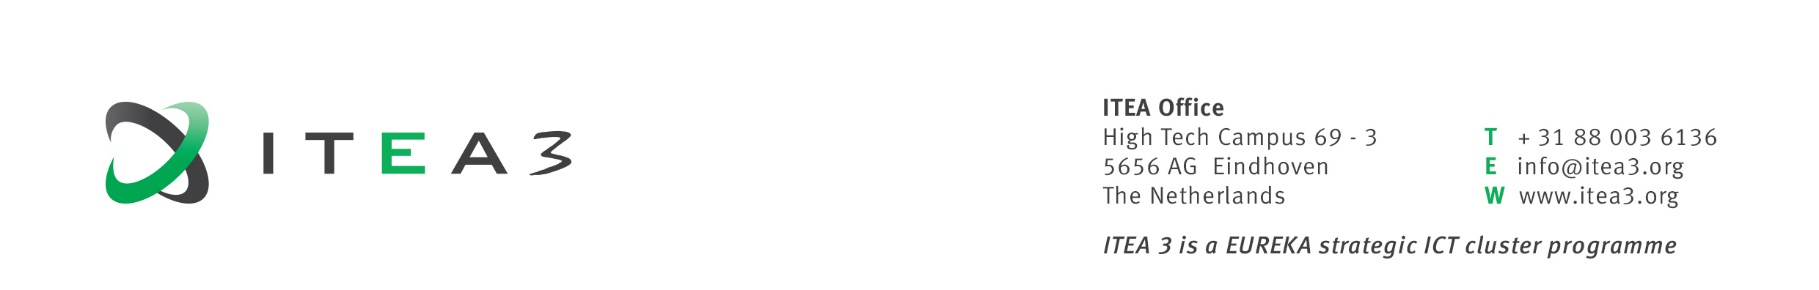 ITEA3
ITEA Office
High Tech Campus 69 - 3
5656 AG Eindhoven
The Netherlands
T + 31 88 003 6136
E info@itea3.org
W www.itea3.org
ITEA 3 is a EUREKA strategic ICT cluster programme